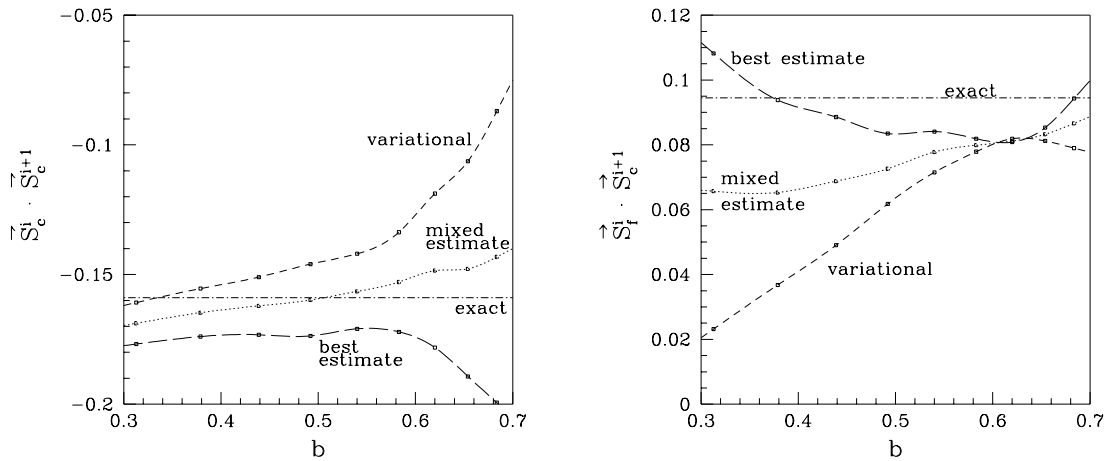 −0.05
−0.1
−0.15
−0.2
S⃗ᶜⁱ · S⃗ᶜⁱ⁺¹
variational
mixed
estimate
exact
best
estimate
0.3
0.4
0.5
0.6
0.7
b
0.12
0.1
0.08
0.06
0.04
0.02
0
S⃗_f^i · S⃗_c^{i+1}
best estimate
exact
mixed
estimate
variational
0.3
0.4
0.5
0.6
0.7
b